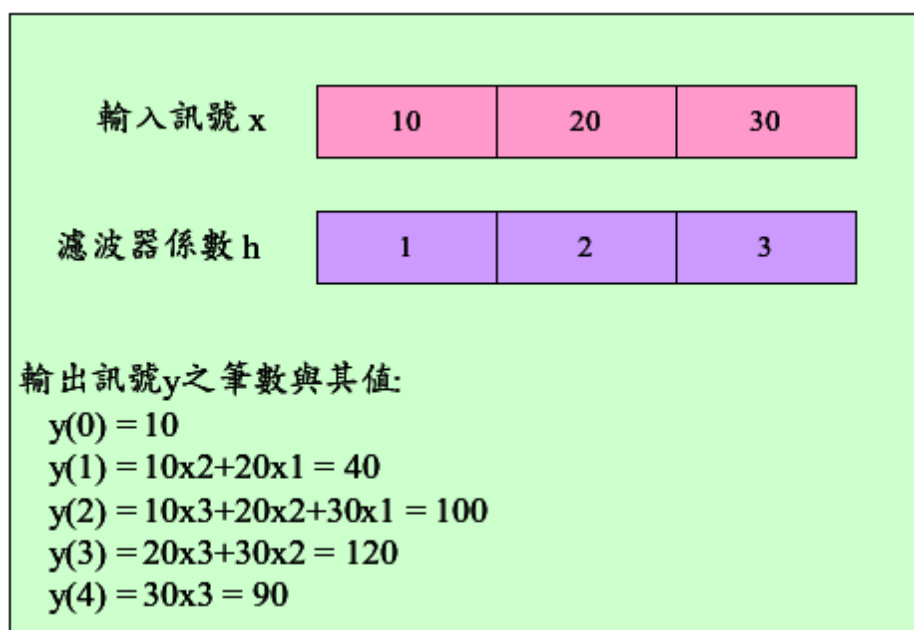 輸入訊號 x 10 20 30
濾波器係數 h 1 2 3
輸出訊號y之筆數與其值:
y(0) = 10
y(1) = 10x2+20x1 = 40
y(2) = 10x3+20x2+30x1 = 100
y(3) = 20x3+30x2 = 120
y(4) = 30x3 = 90